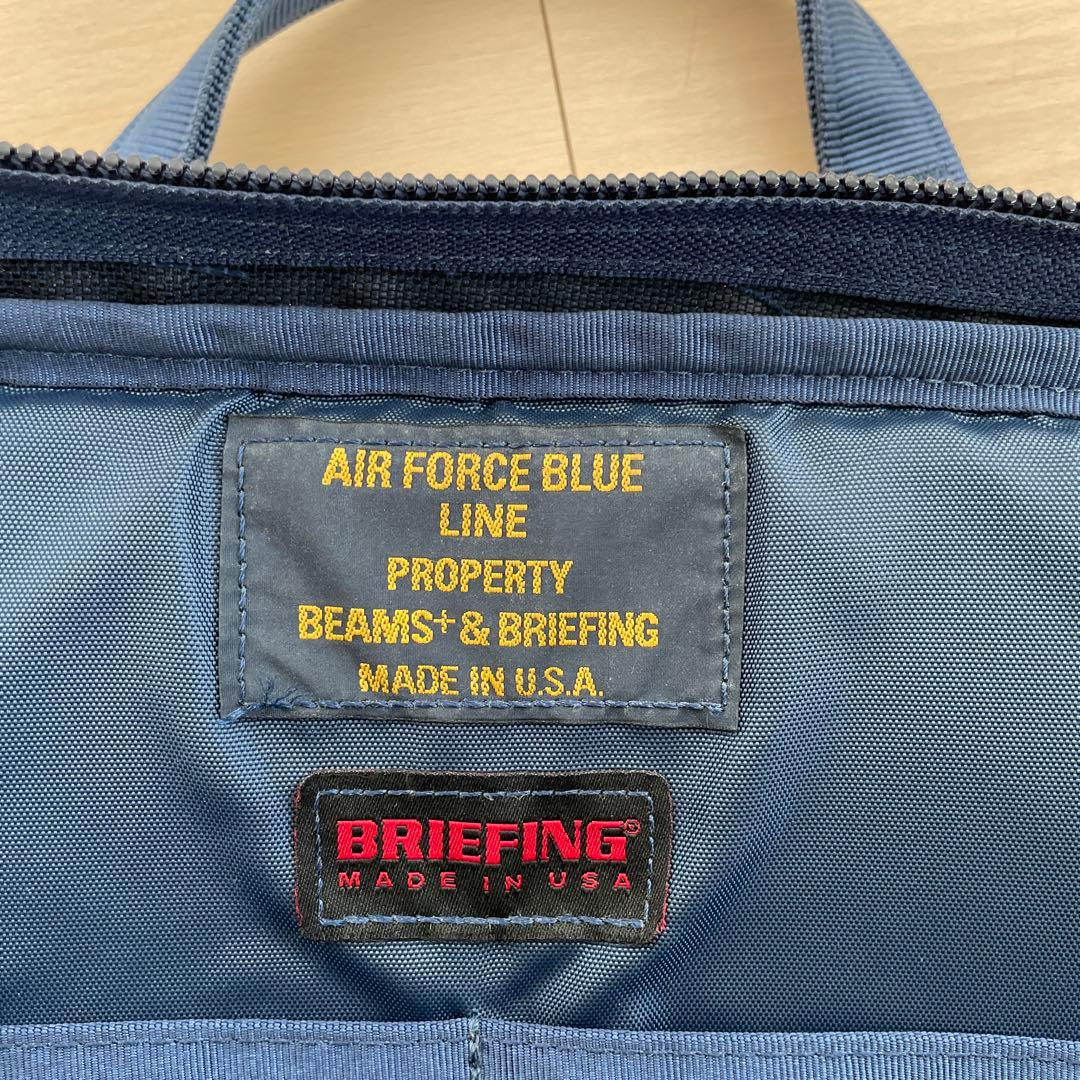 AIR FORCE BLUE
LINE
PROPERTY
BEAMS+ & BRIEFING
MADE IN U.S.A.
BRIEFING®
MADE IN USA